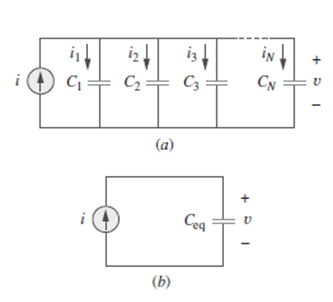 i₁ i₂ i₃ i_N +
i C₁ C₂ C₃ C_N v
−
(a)
+
i C_eq v
−
(b)